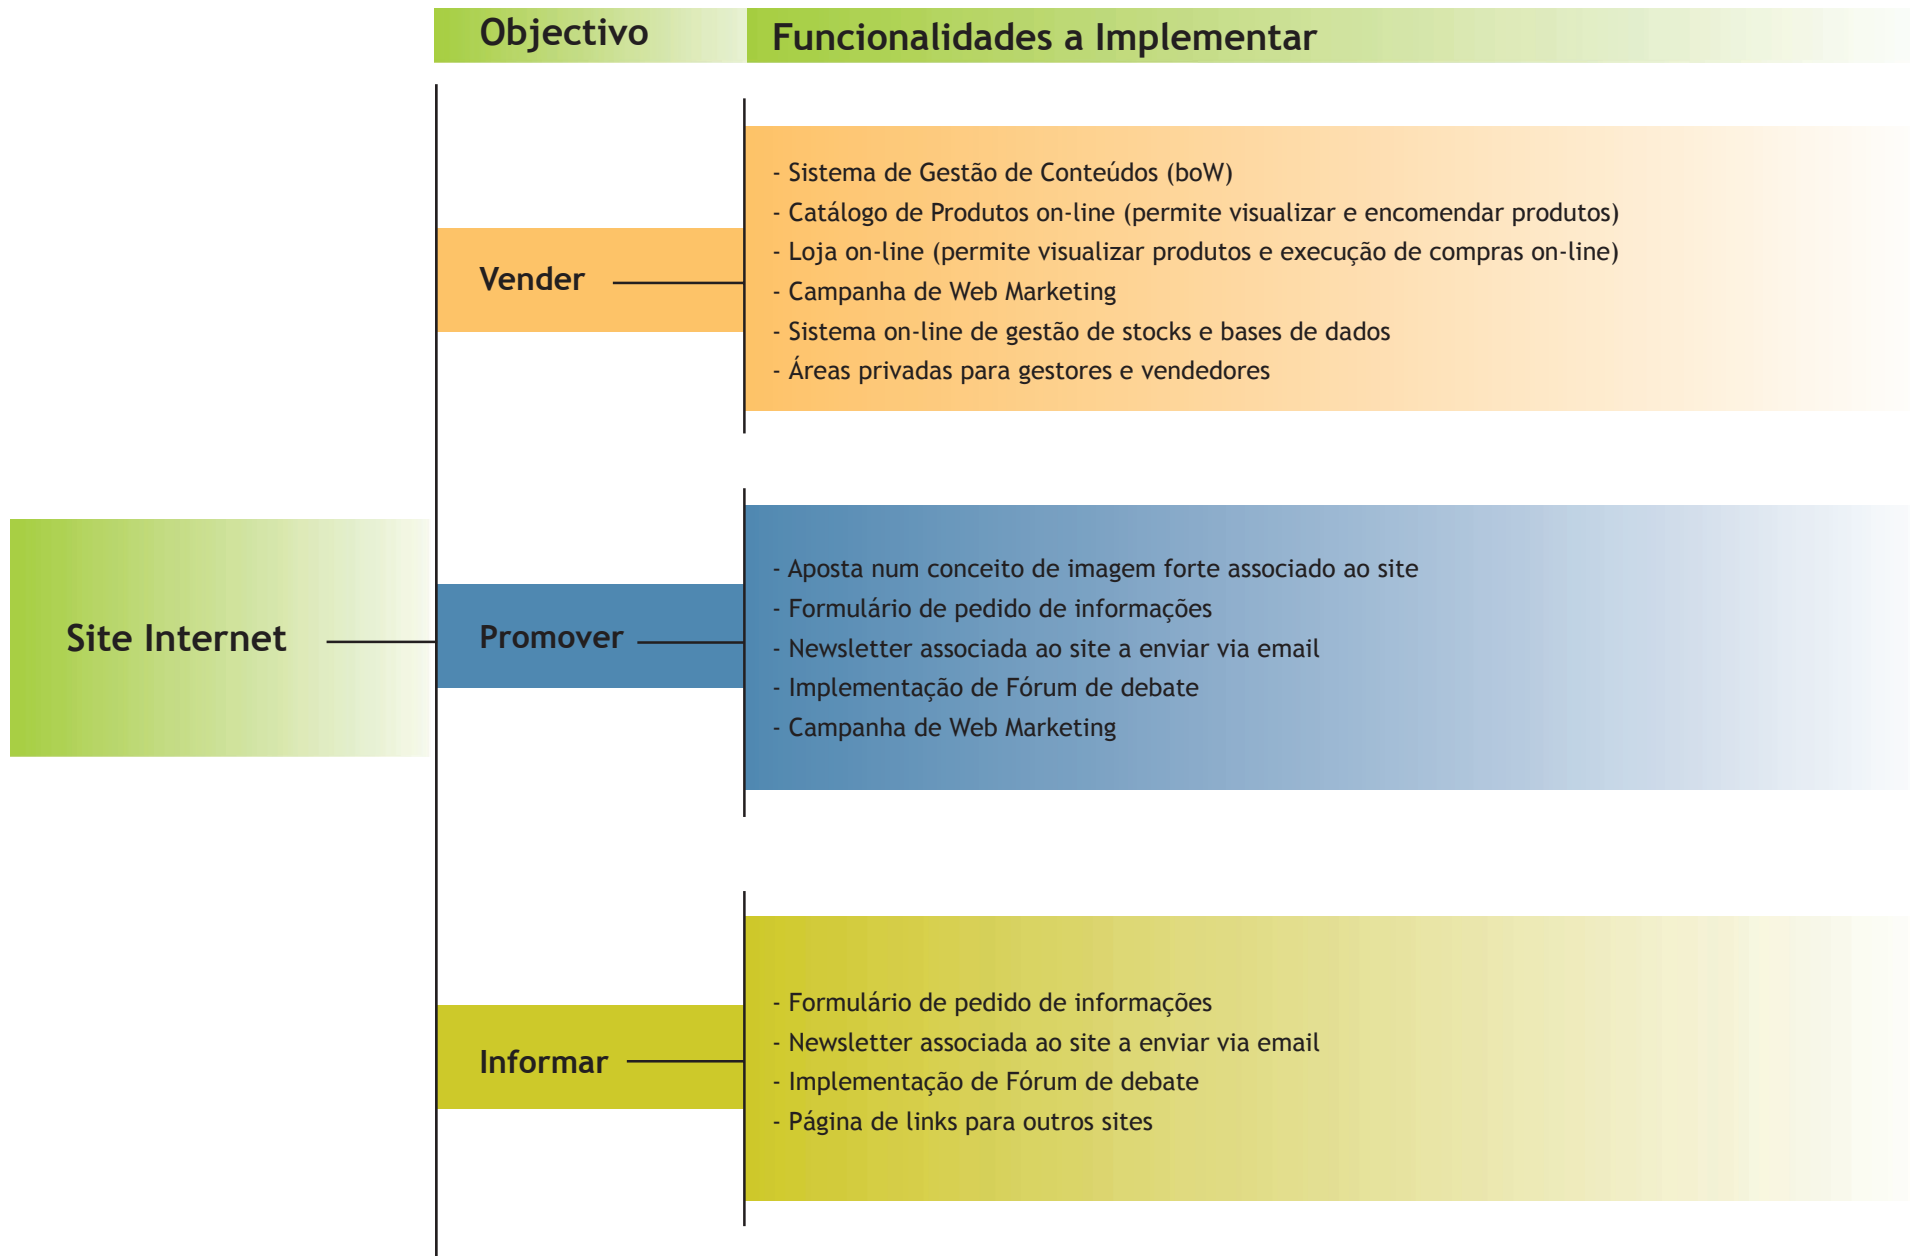 Objectivo
Funcionalidades a Implementar
Site Internet
Vender
- Sistema de Gestão de Conteúdos (boW)
- Catálogo de Produtos on-line (permite visualizar e encomendar produtos)
- Loja on-line (permite visualizar produtos e execução de compras on-line)
- Campanha de Web Marketing
- Sistema on-line de gestão de stocks e bases de dados
- Áreas privadas para gestores e vendedores
Promover
- Aposta num conceito de imagem forte associado ao site
- Formulário de pedido de informações
- Newsletter associada ao site a enviar via email
- Implementação de Fórum de debate
- Campanha de Web Marketing
Informar
- Formulário de pedido de informações
- Newsletter associada ao site a enviar via email
- Implementação de Fórum de debate
- Página de links para outros sites